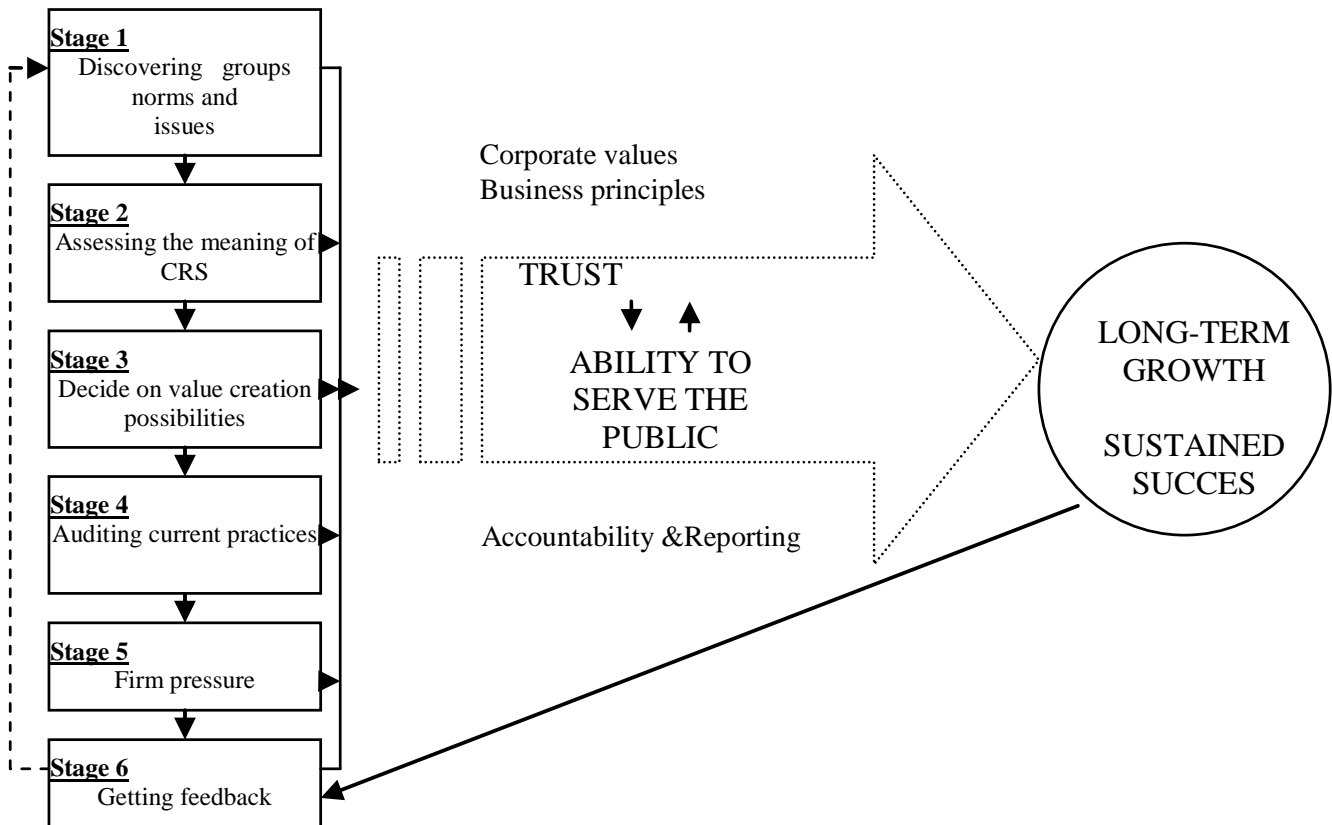 Stage 1
Discovering groups
norms and
issues
Stage 2
Assessing the meaning of
CRS
Stage 3
Decide on value creation
possibilities
Stage 4
Auditing current practices
Stage 5
Firm pressure
Stage 6
Getting feedback
Corporate values
Business principles
TRUST
ABILITY TO
SERVE THE
PUBLIC
Accountability &Reporting
LONG-TERM
GROWTH
SUSTAINED
SUCCES